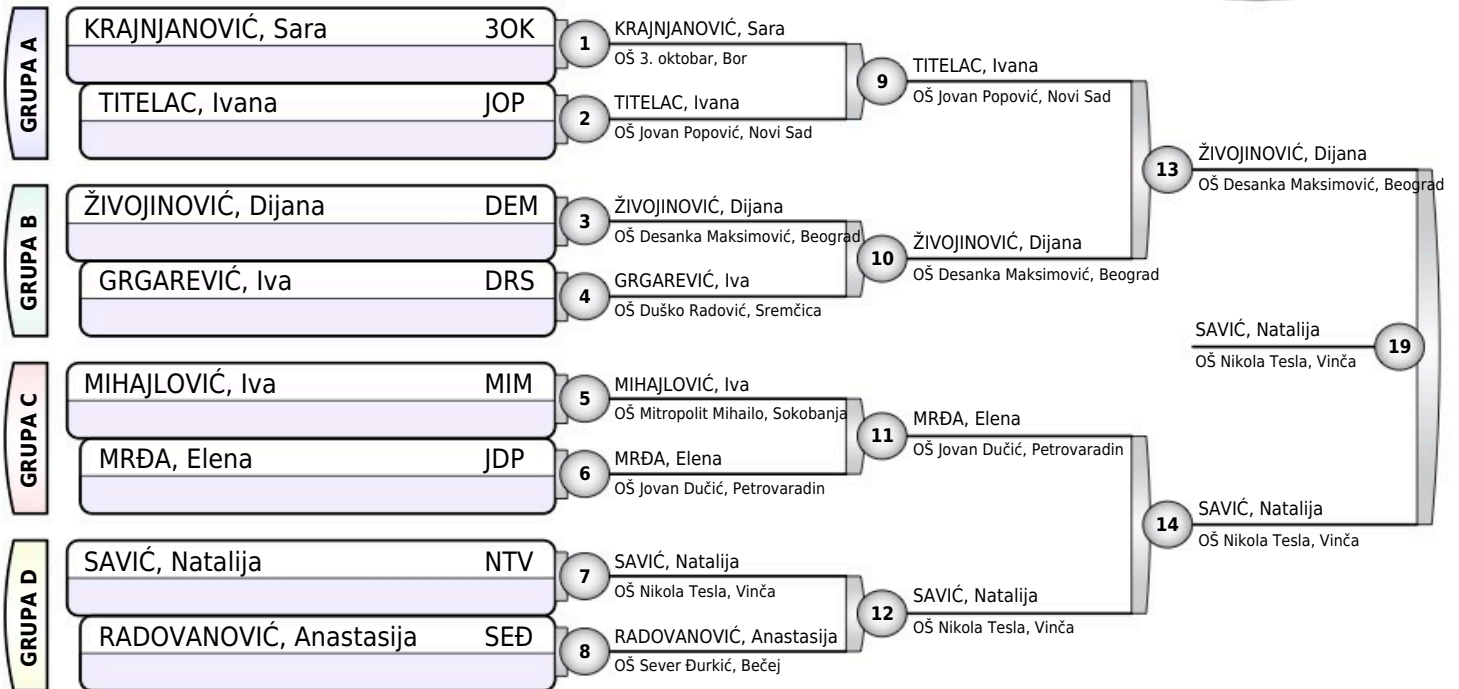 GRUPA A
KRAJNJANOVIĆ, Sara 3OK
TITELAC, Ivana JOP
GRUPA B
ŽIVOJINOVIĆ, Dijana DEM
GRGAREVIĆ, Iva DRS
GRUPA C
MIHAJLOVIĆ, Iva MIM
MRĐA, Elena JDP
GRUPA D
SAVIĆ, Natalija NTV
RADOVANOVIĆ, Anastasija SEĐ
1 KRAJNJANOVIĆ, Sara
OŠ 3. oktobar, Bor
2 TITELAC, Ivana
OŠ Jovan Popović, Novi Sad
3 ŽIVOJINOVIĆ, Dijana
OŠ Desanka Maksimović, Beograd
4 GRGAREVIĆ, Iva
OŠ Duško Radović, Sremčica
5 MIHAJLOVIĆ, Iva
OŠ Mitropolit Mihailo, Sokobanja
6 MRĐA, Elena
OŠ Jovan Dučić, Petrovaradin
7 SAVIĆ, Natalija
OŠ Nikola Tesla, Vinča
8 RADOVANOVIĆ, Anastasija
OŠ Sever Đurkić, Bečej
9 TITELAC, Ivana
OŠ Jovan Popović, Novi Sad
10 ŽIVOJINOVIĆ, Dijana
OŠ Desanka Maksimović, Beograd
11 MRĐA, Elena
OŠ Jovan Dučić, Petrovaradin
12 SAVIĆ, Natalija
OŠ Nikola Tesla, Vinča
13 ŽIVOJINOVIĆ, Dijana
OŠ Desanka Maksimović, Beograd
14 SAVIĆ, Natalija
OŠ Nikola Tesla, Vinča
SAVIĆ, Natalija 19
OŠ Nikola Tesla, Vinča